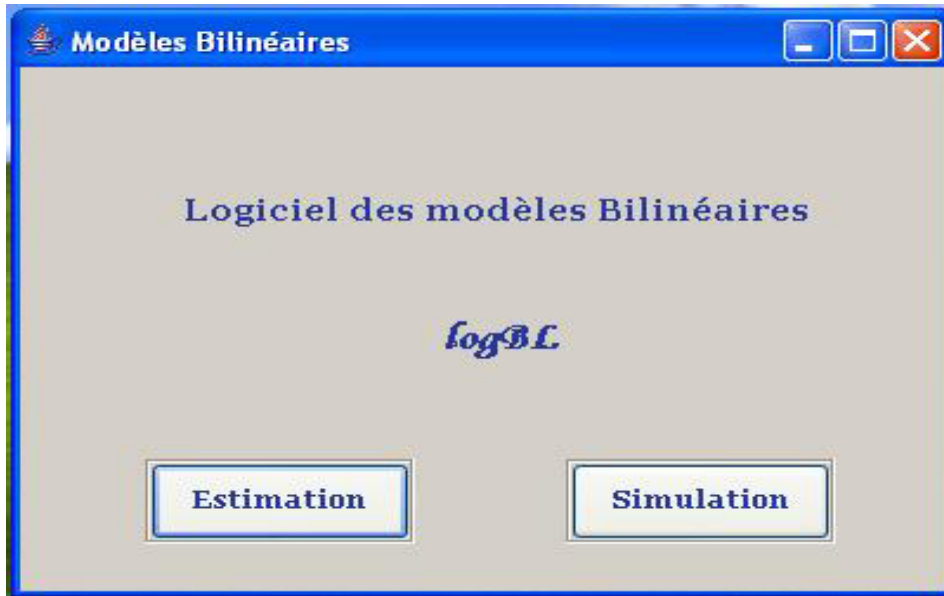 Modèles Bilinéaires
Logiciel des modèles Bilinéaires
logBL
Estimation
Simulation